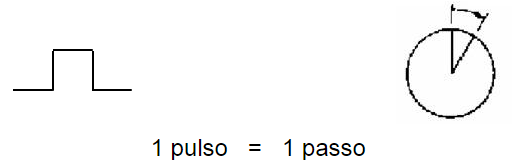 1 pulso = 1 passo